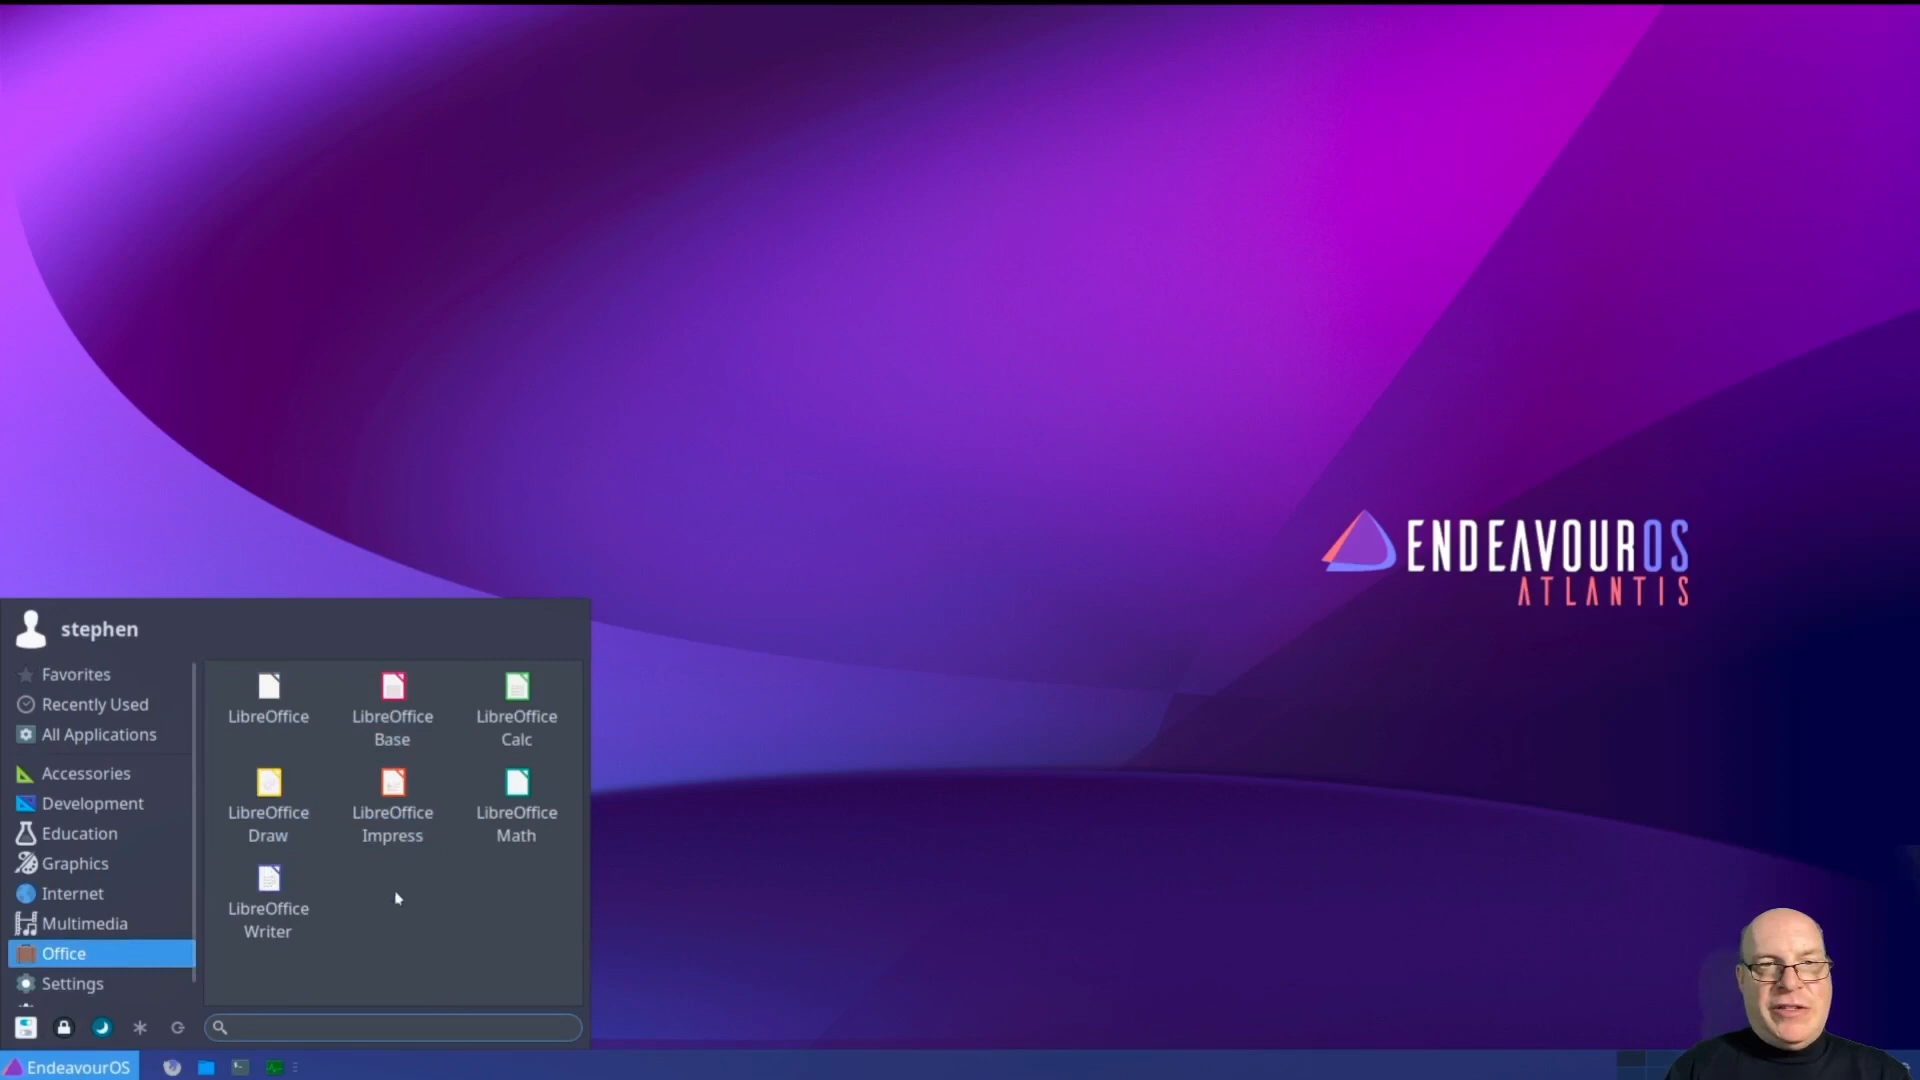 ENDEAVOUROS
ATLANTIS
stephen
Favorites
Recently Used
All Applications
Accessories
Development
Education
Graphics
Internet
Multimedia
Office
Settings
LibreOffice
LibreOffice
Base
LibreOffice
Calc
LibreOffice
Draw
LibreOffice
Impress
LibreOffice
Math
LibreOffice
Writer
EndeavourOS